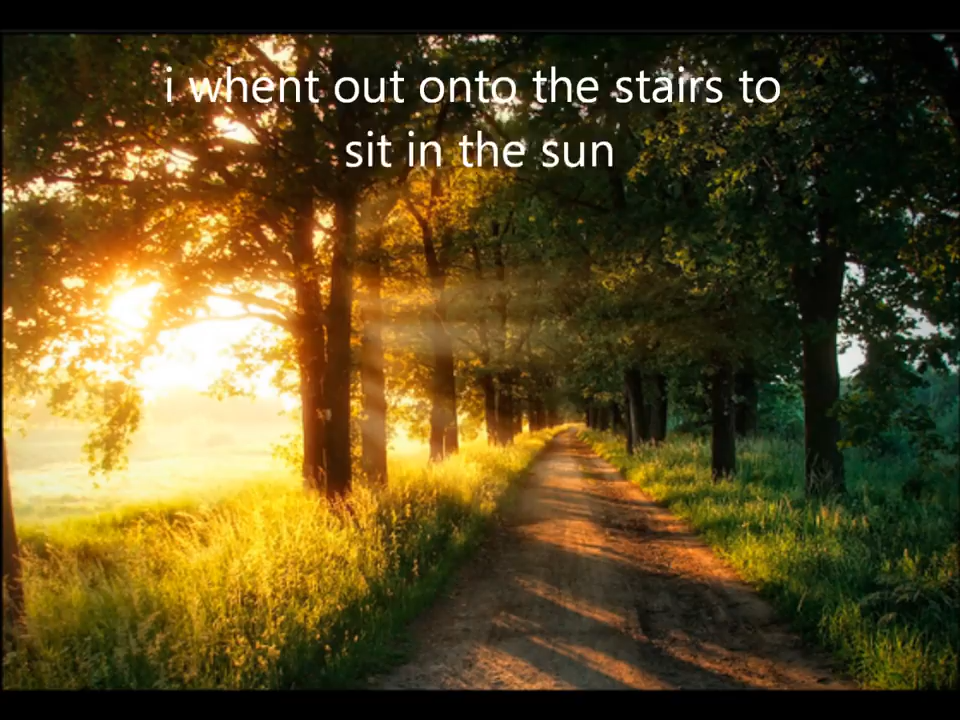 i whent out onto the stairs to
sit in the sun